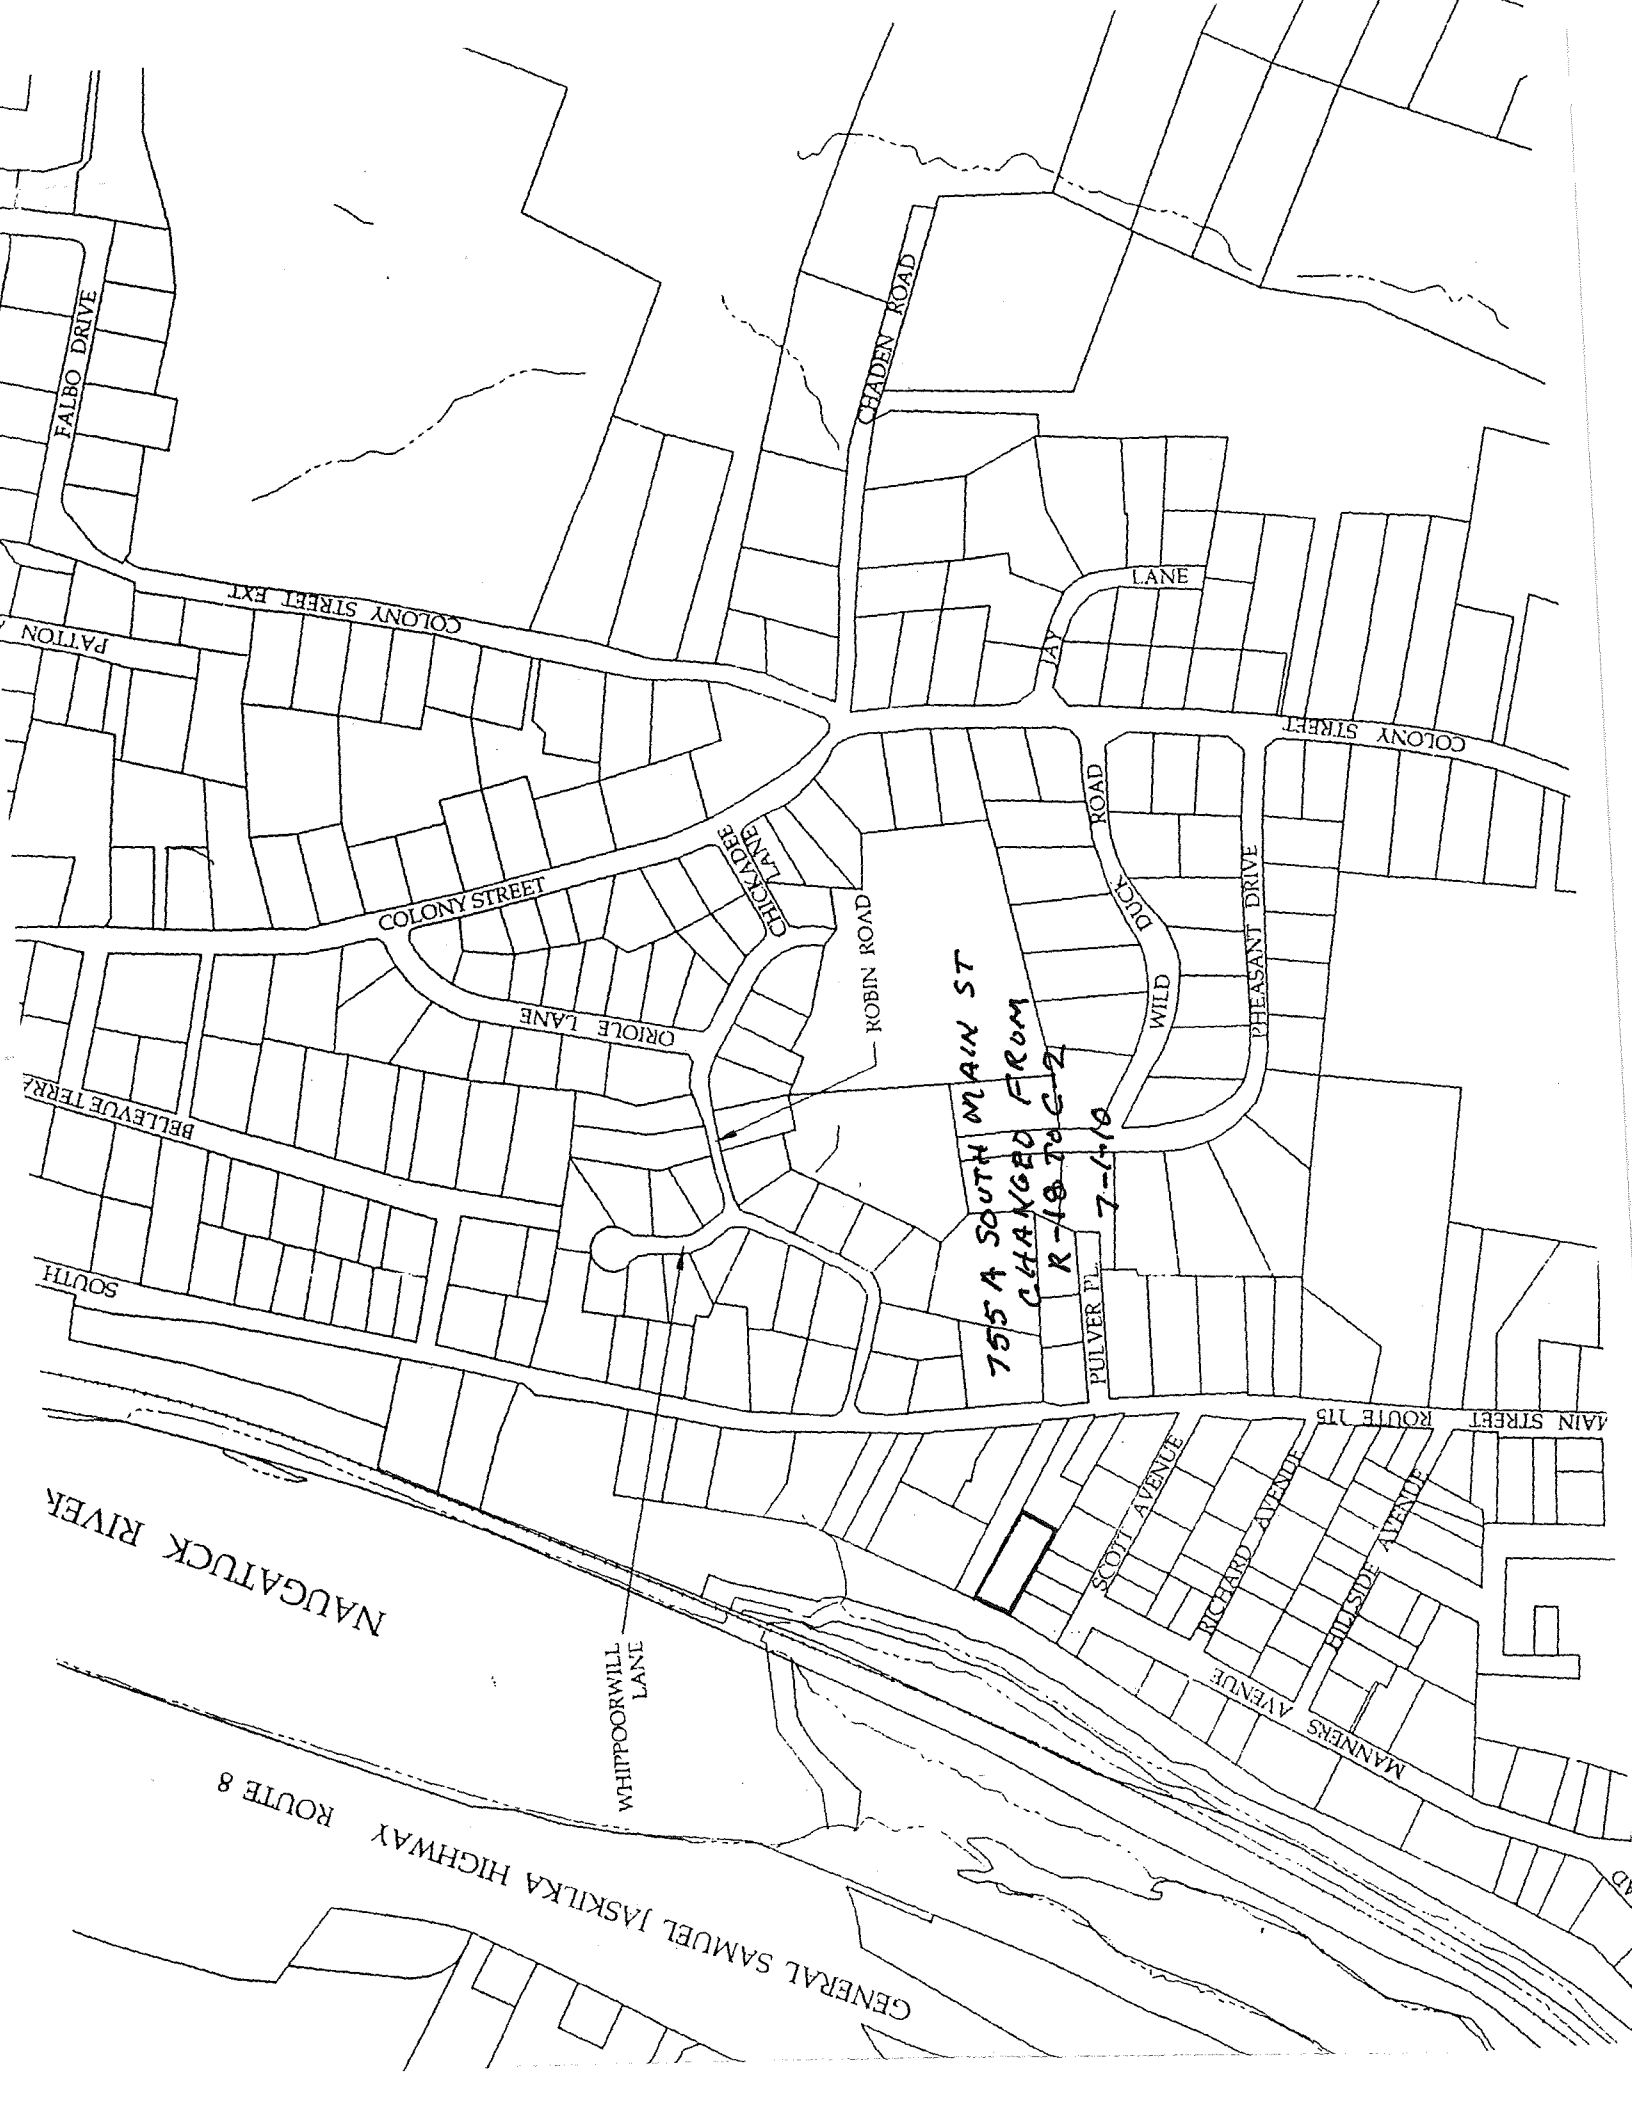 FALBO DRIVE
CHADEN ROAD
COLONY STREET EXT
PATTON
JAY
LANE
COLONY STREET
CHICKADEE
LANE
COLONY STREET
WILD DUCK ROAD
PHEASANT DRIVE
ROBIN ROAD
ORIOLE LANE
BELLEVUE TERRA
755 A SOUTH MAIN ST
CHANGED FROM
R-18 TO C-2
7-1-10
PULVER PL.
SOUTH
MAIN STREET ROUTE 115
SCOTT AVENUE
RICHARD AVENUE
HILLSIDE AVENUE
MANNERS AVENUE
WHIPPOORWILL
LANE
NAUGATUCK RIVER
GENERAL SAMUEL JASKILKA HIGHWAY ROUTE 8